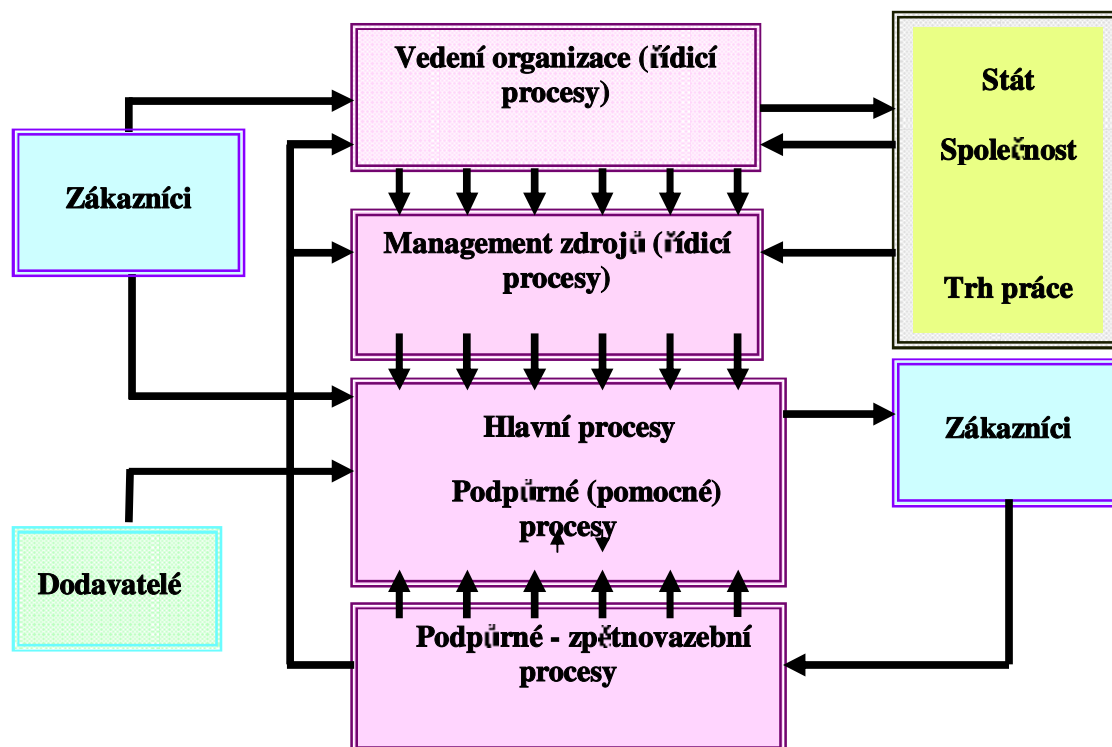 Vedení organizace (řídicí
procesy)
Stát
Společnost
Trh práce
Zákazníci
Management zdrojů (řídicí
procesy)
Hlavní procesy
Podpůrné (pomocné)
procesy
Zákazníci
Dodavatelé
Podpůrné - zpětnovazební
procesy